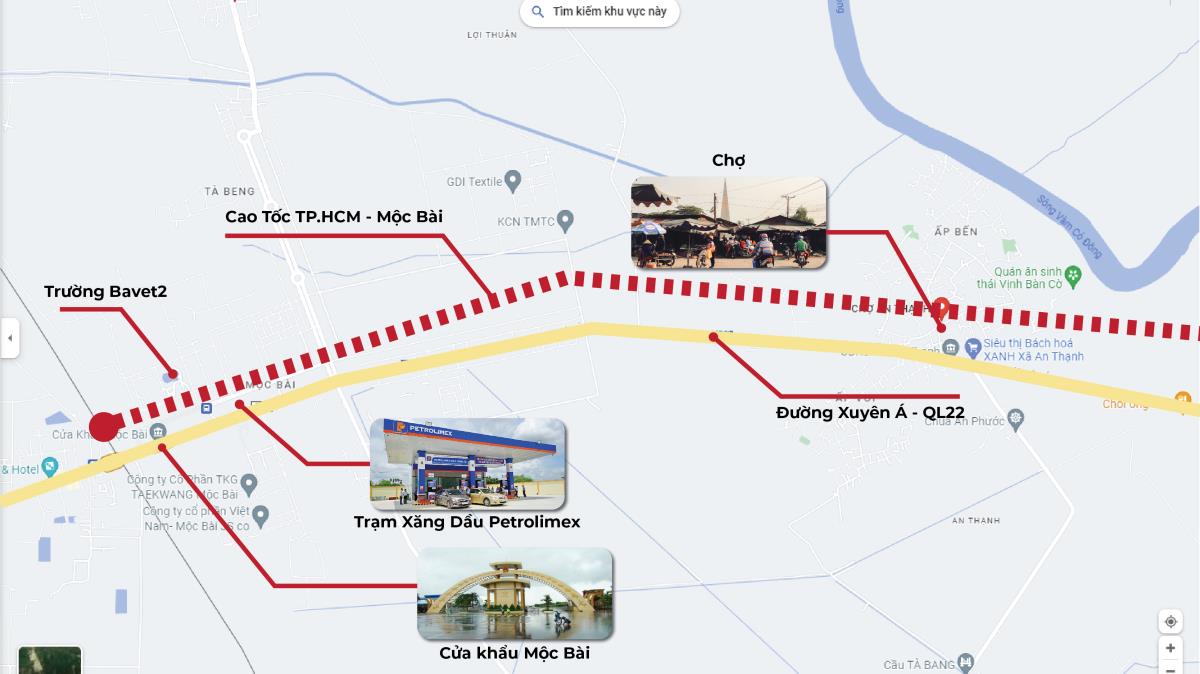 Tìm kiếm khu vực này
LỢI THUẬN
Chợ
GDI Textile
TÀ BENG
Cao Tốc TP.HCM - Mộc Bài
KCN TMTC
Sông Vàm Cỏ Đông
ẤP BẾN
Quán ăn sinh
thái Vịnh Bàn Cờ
Trường Bavet2
CHỢ AN THẠNH
Siêu thị Bách hoá
XANH Xã An Thạnh
MỘC BÀI
Đường Xuyên Á - QL22
Chùa An Phước
PETROLIMEX
Cửa Khẩu Mộc Bài
& Hotel
Công ty Cổ Phần TKG
TAEKWANG Mộc Bài
Công ty cổ phần Việt
Nam- Mộc Bài JS co
Trạm Xăng Dầu Petrolimex
AN THẠNH
Cửa khẩu Mộc Bài
Cầu TÀ BANG